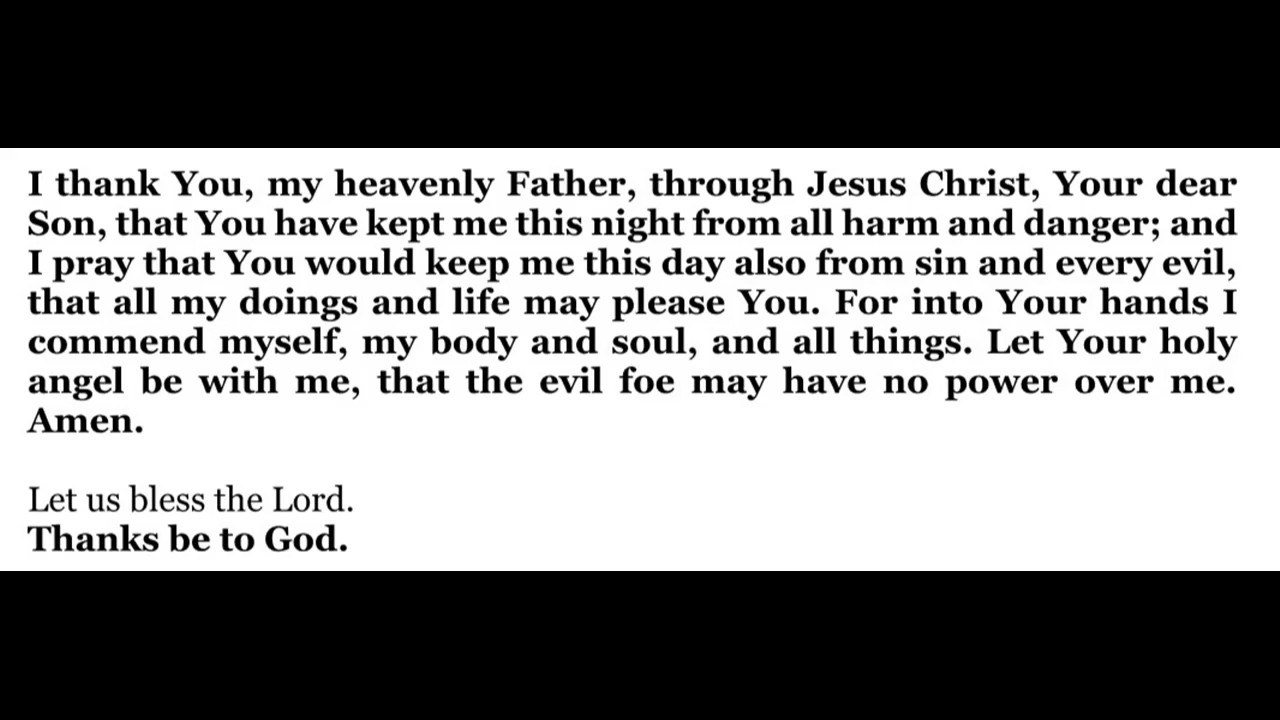 I thank You, my heavenly Father, through Jesus Christ, Your dear
Son, that You have kept me this night from all harm and danger; and
I pray that You would keep me this day also from sin and every evil,
that all my doings and life may please You. For into Your hands I
commend myself, my body and soul, and all things. Let Your holy
angel be with me, that the evil foe may have no power over me.
Amen.
Let us bless the Lord.
Thanks be to God.